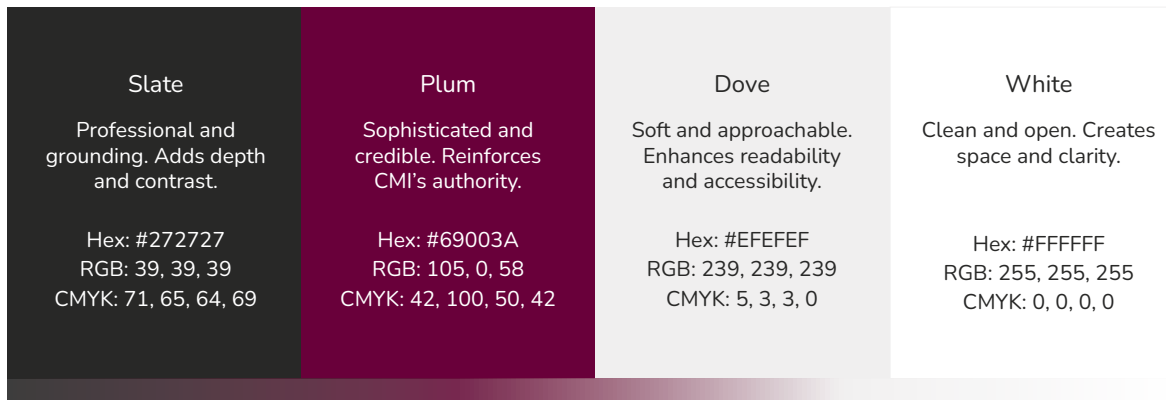 Slate
Professional and
grounding. Adds depth
and contrast.
Hex: #272727
RGB: 39, 39, 39
CMYK: 71, 65, 64, 69
Plum
Sophisticated and
credible. Reinforces
CMI’s authority.
Hex: #69003A
RGB: 105, 0, 58
CMYK: 42, 100, 50, 42
Dove
Soft and approachable.
Enhances readability
and accessibility.
Hex: #EFEFEF
RGB: 239, 239, 239
CMYK: 5, 3, 3, 0
White
Clean and open. Creates
space and clarity.
Hex: #FFFFFF
RGB: 255, 255, 255
CMYK: 0, 0, 0, 0